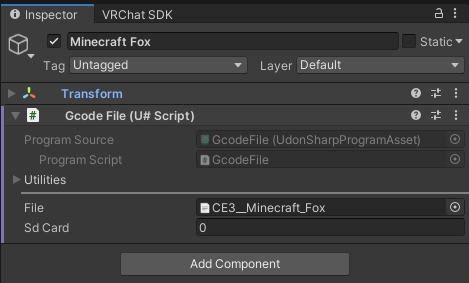 Inspector VRChat SDK
Minecraft Fox Static
Tag Untagged Layer Default
Transform
# Gcode File (U# Script)
Program Source GcodeFile (UdonSharpProgramAsset)
Program Script # GcodeFile
Utilities
File CE3__Minecraft_Fox
Sd Card 0
Add Component